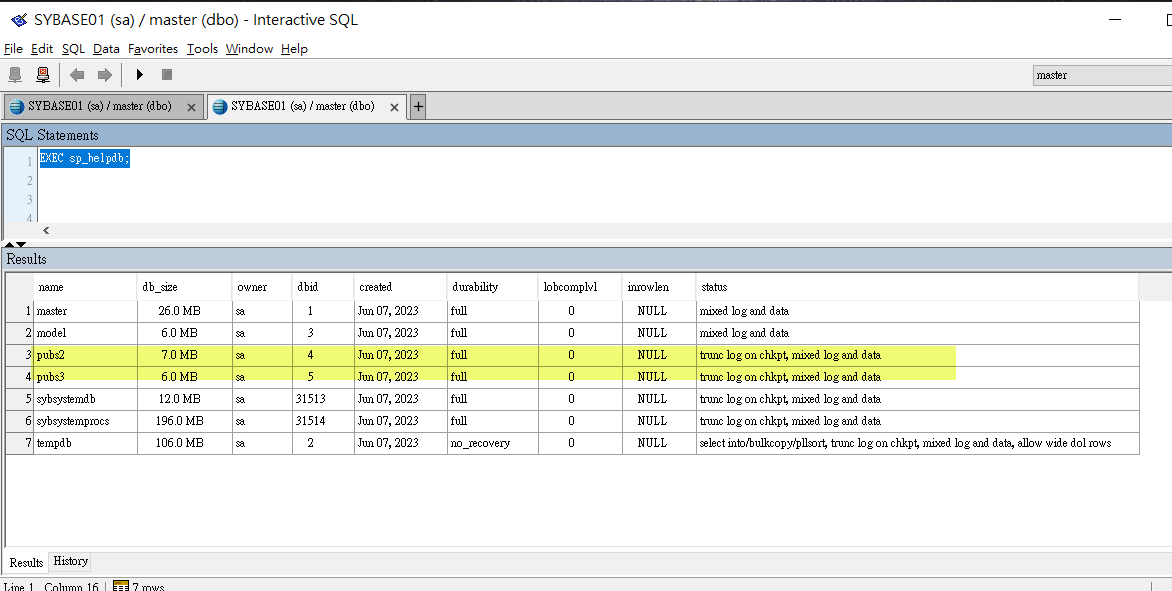 SYBASE01 (sa) / master (dbo) - Interactive SQL
File Edit SQL Data Favorites Tools Window Help
master
SYBASE01 (sa) / master (dbo) SYBASE01 (sa) / master (dbo)
SQL Statements
1 EXEC sp_helpdb;
2
3
4
Results
name db_size owner dbid created durability lobcomplvl inrowlen status
1 master 26.0 MB sa 1 Jun 07, 2023 full 0 NULL mixed log and data
2 model 6.0 MB sa 3 Jun 07, 2023 full 0 NULL mixed log and data
3 pubs2 7.0 MB sa 4 Jun 07, 2023 full 0 NULL trunc log on chkpt, mixed log and data
4 pubs3 6.0 MB sa 5 Jun 07, 2023 full 0 NULL trunc log on chkpt, mixed log and data
5 sybsystemdb 12.0 MB sa 31513 Jun 07, 2023 full 0 NULL trunc log on chkpt, mixed log and data
6 sybsystemprocs 196.0 MB sa 31514 Jun 07, 2023 full 0 NULL trunc log on chkpt, mixed log and data
7 tempdb 106.0 MB sa 2 Jun 07, 2023 no_recovery 0 NULL select into/bulkcopy/pllsort, trunc log on chkpt, mixed log and data, allow wide dol rows
Results History
Line 1 Column 16 7 rows